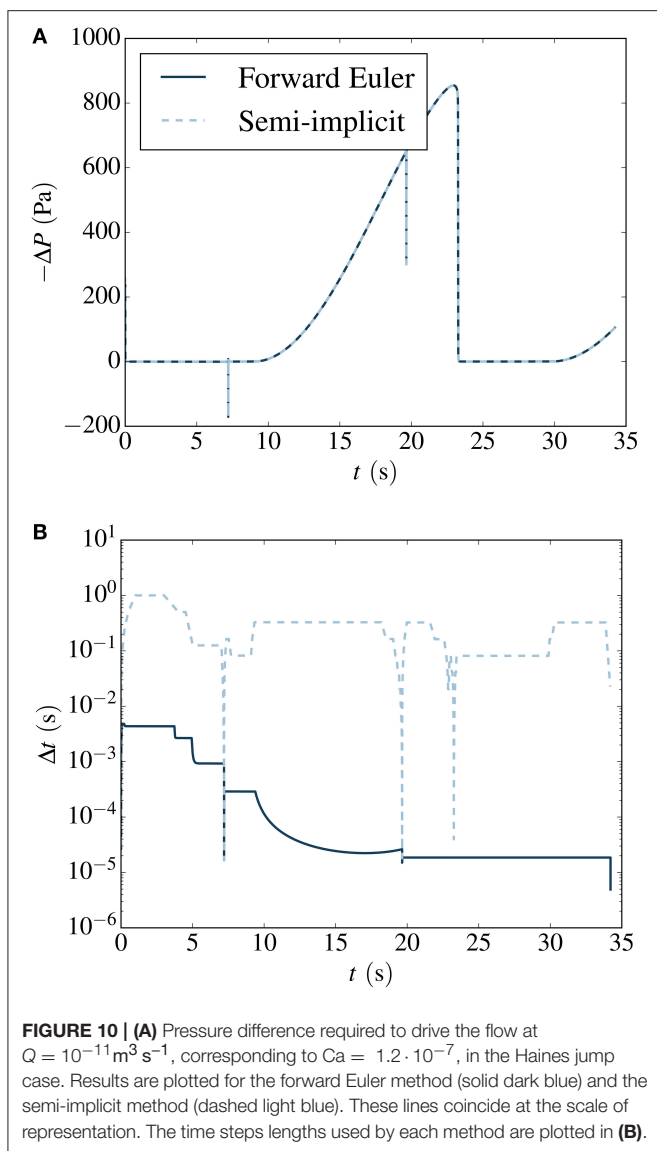 A
1000
800
600
400
200
0
−200
−ΔP (Pa)
Forward Euler
Semi-implicit
0 5 10 15 20 25 30 35
t (s)
B
10^1
10^0
10^-1
10^-2
10^-3
10^-4
10^-5
10^-6
Δt (s)
0 5 10 15 20 25 30 35
t (s)
FIGURE 10 | (A) Pressure difference required to drive the flow at
Q = 10^−11 m^3 s^−1, corresponding to Ca = 1.2 · 10^−7, in the Haines jump
case. Results are plotted for the forward Euler method (solid dark blue) and the
semi-implicit method (dashed light blue). These lines coincide at the scale of
representation. The time steps lengths used by each method are plotted in (B).